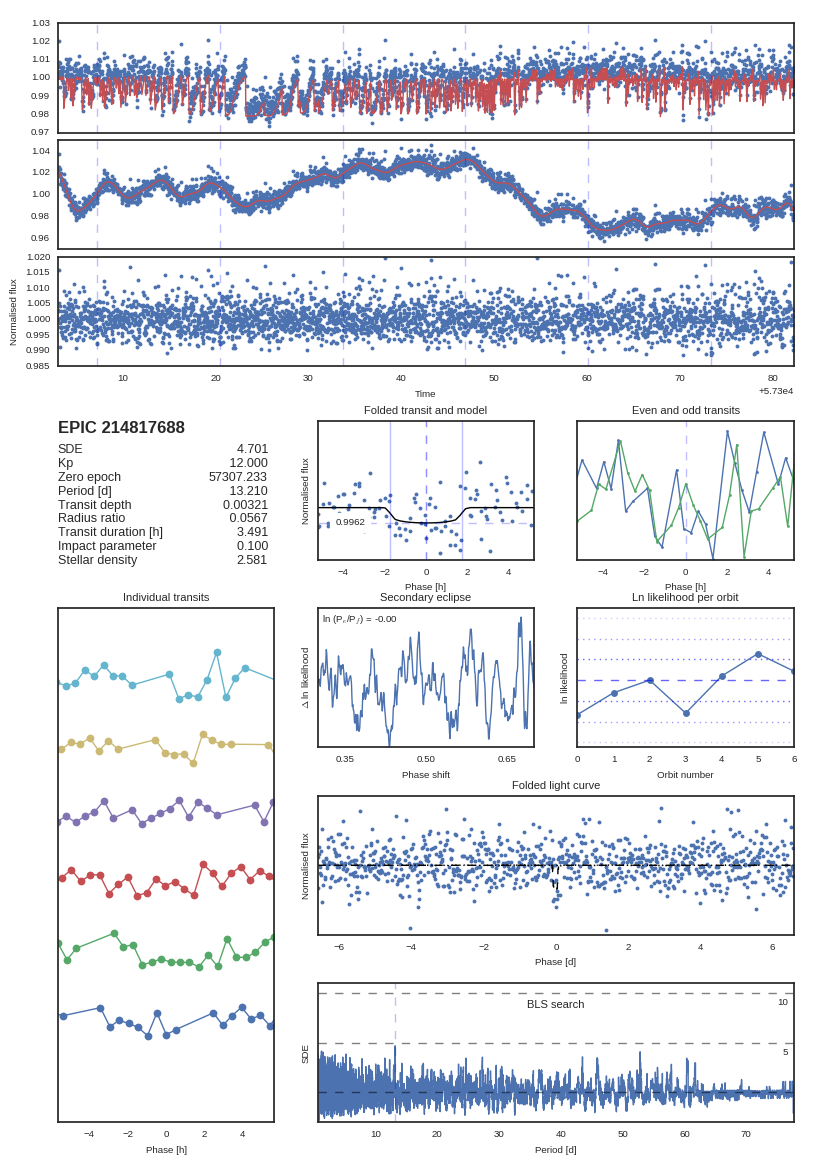 1.03
1.02
1.01
1.00
0.99
0.98
0.97
1.04
1.02
1.00
0.98
0.96
1.020
1.015
1.010
1.005
1.000
0.995
0.990
0.985
Normalised flux
10 20 30 40 50 60 70 80
Time
+5.73e4
EPIC 214817688
SDE 4.701
Kp 12.000
Zero epoch 57307.233
Period [d] 13.210
Transit depth 0.00321
Radius ratio 0.0567
Transit duration [h] 3.491
Impact parameter 0.100
Stellar density 2.581
Folded transit and model
Normalised flux
0.9962
−4 −2 0 2 4
Phase [h]
Even and odd transits
−4 −2 0 2 4
Phase [h]
Individual transits
−4 −2 0 2 4
Phase [h]
Secondary eclipse
ln (Pₑ/P𝑓) = -0.00
Δ ln likelihood
0.35 0.50 0.65
Phase shift
Ln likelihood per orbit
ln likelihood
0 1 2 3 4 5 6
Orbit number
Folded light curve
Normalised flux
−6 −4 −2 0 2 4 6
Phase [d]
BLS search
10
5
SDE
10 20 30 40 50 60 70
Period [d]